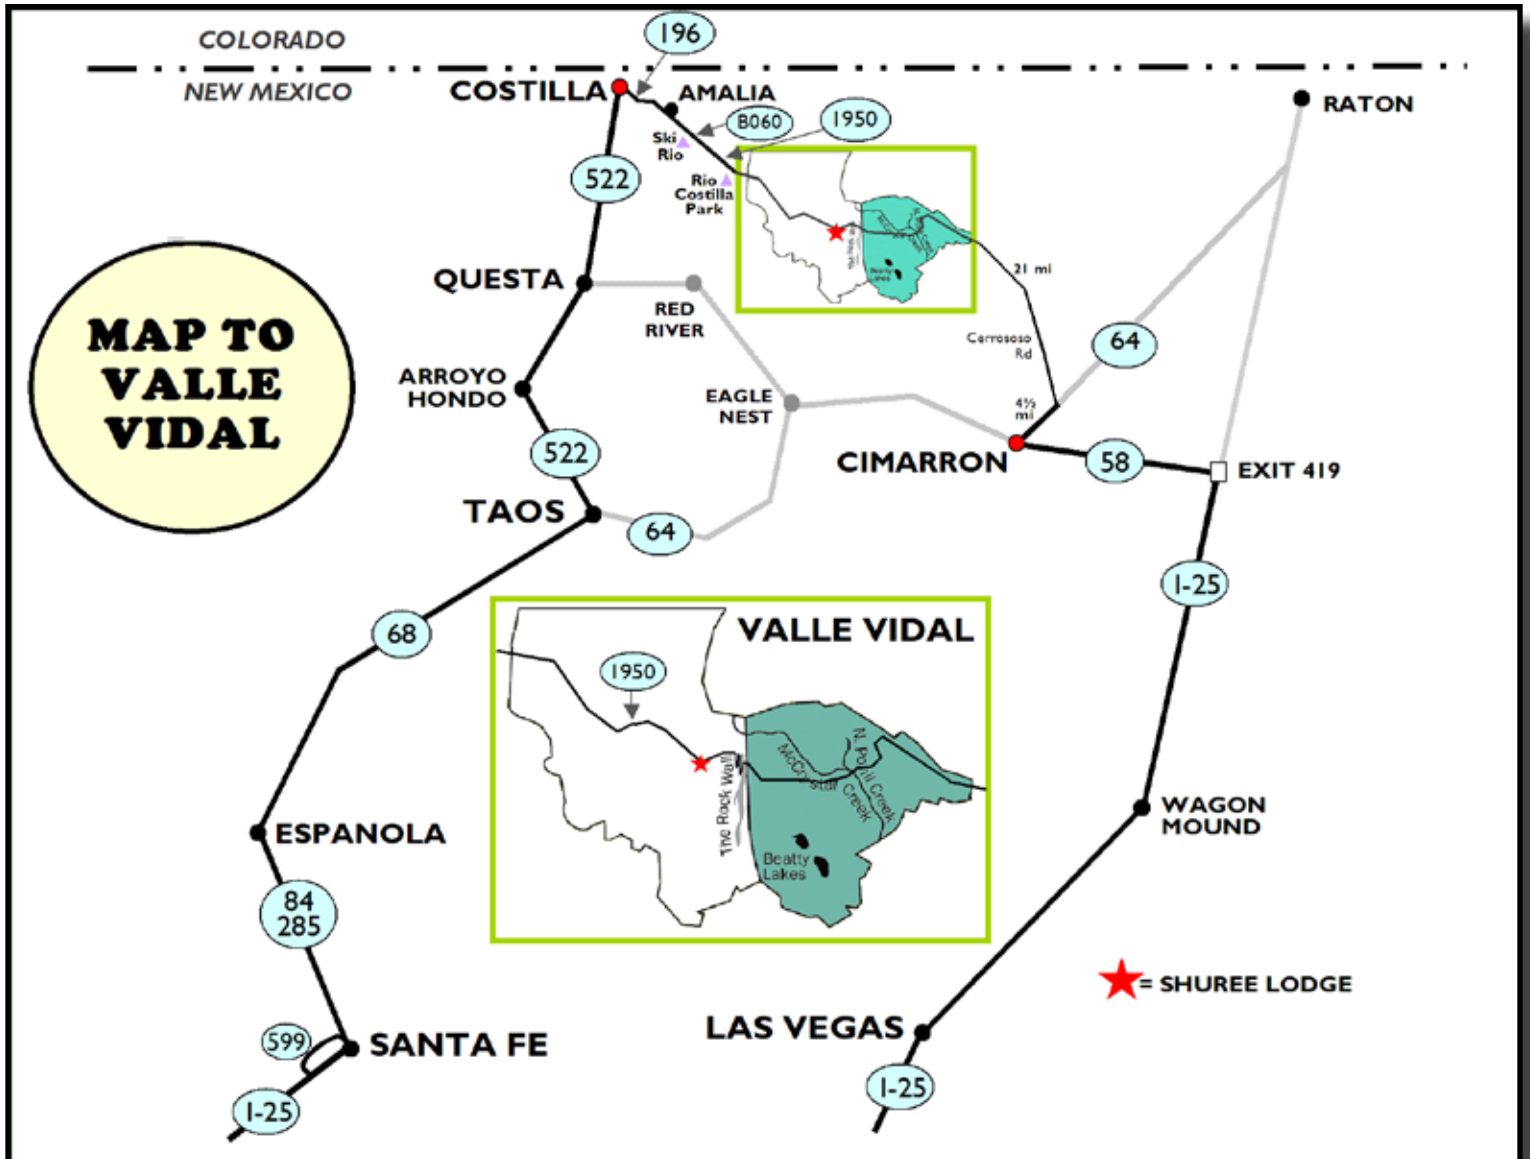 COLORADO
196
NEW MEXICO
COSTILLA
AMALIA
RATON
B060
1950
Ski
Rio
522
Rio
Costilla
Park
Beatty
Lakes
21 mi
QUESTA
RED
RIVER
MAP TO
VALLE
VIDAL
Cerrososo
Rd
64
ARROYO
HONDO
EAGLE
NEST
4½
mi
522
CIMARRON
58
EXIT 419
TAOS
64
I-25
68
VALLE VIDAL
1950
N. Ponil Creek
McCrystal
Creek
The Rock Wall
Beatty
Lakes
WAGON
MOUND
ESPANOLA
84
285
= SHUREE LODGE
LAS VEGAS
599
SANTA FE
I-25
I-25